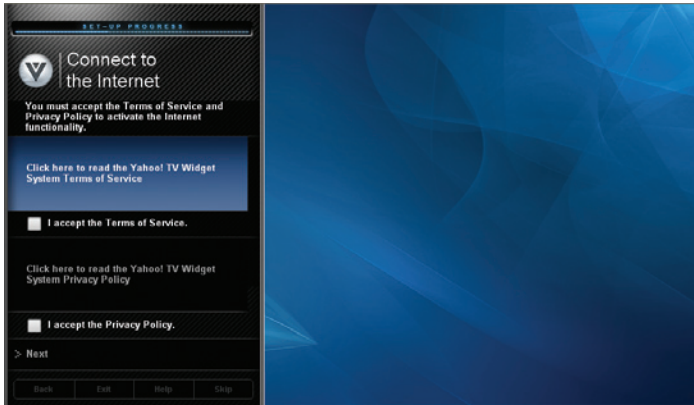 SET-UP PROGRESS
Connect to
the Internet
You must accept the Terms of Service and
Privacy Policy to activate the Internet
functionality.
Click here to read the Yahoo! TV Widget
System Terms of Service
I accept the Terms of Service.
Click here to read the Yahoo! TV Widget
System Privacy Policy
I accept the Privacy Policy.
> Next
Back Exit Help Skip